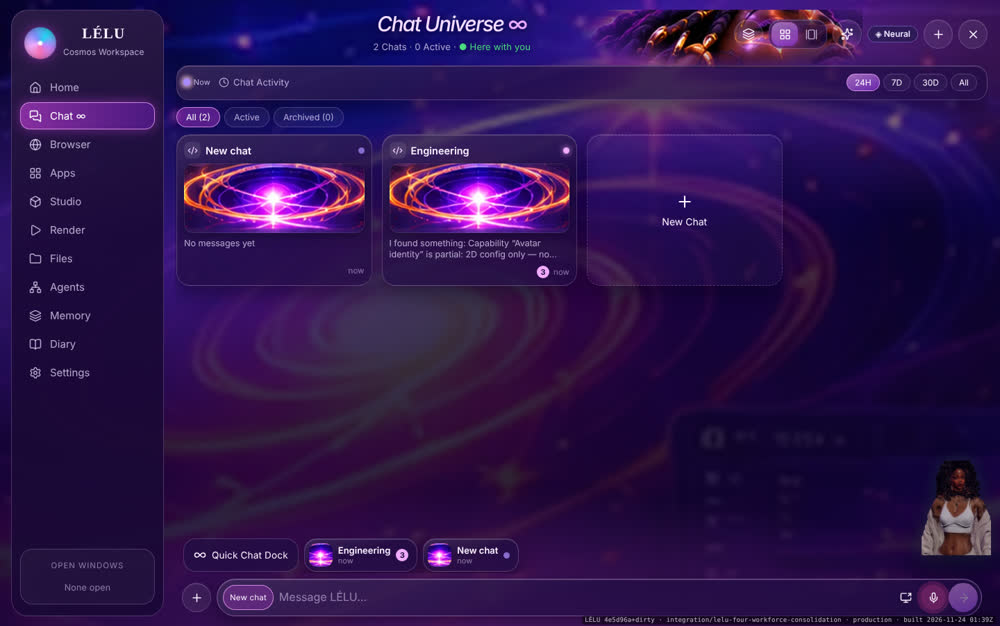 LÉLU
Cosmos Workspace
Home
Chat ∞
Browser
Apps
Studio
Render
Files
Agents
Memory
Diary
Settings
OPEN WINDOWS
None open
Chat Universe ∞
2 Chats · 0 Active · Here with you
Neural
Now
Chat Activity
24H
7D
30D
All
All (2)
Active
Archived (0)
New chat
No messages yet
now
Engineering
I found something: Capability "Avatar
identity" is partial: 2D config only — no...
3
now
New Chat
Quick Chat Dock
Engineering
now
3
New chat
now
New chat
Message LÉLU...
LÉLU 4e5d96a+dirty · integration/lelu-four-workforce-consolidation · production · built 2026-11-24 01:39Z